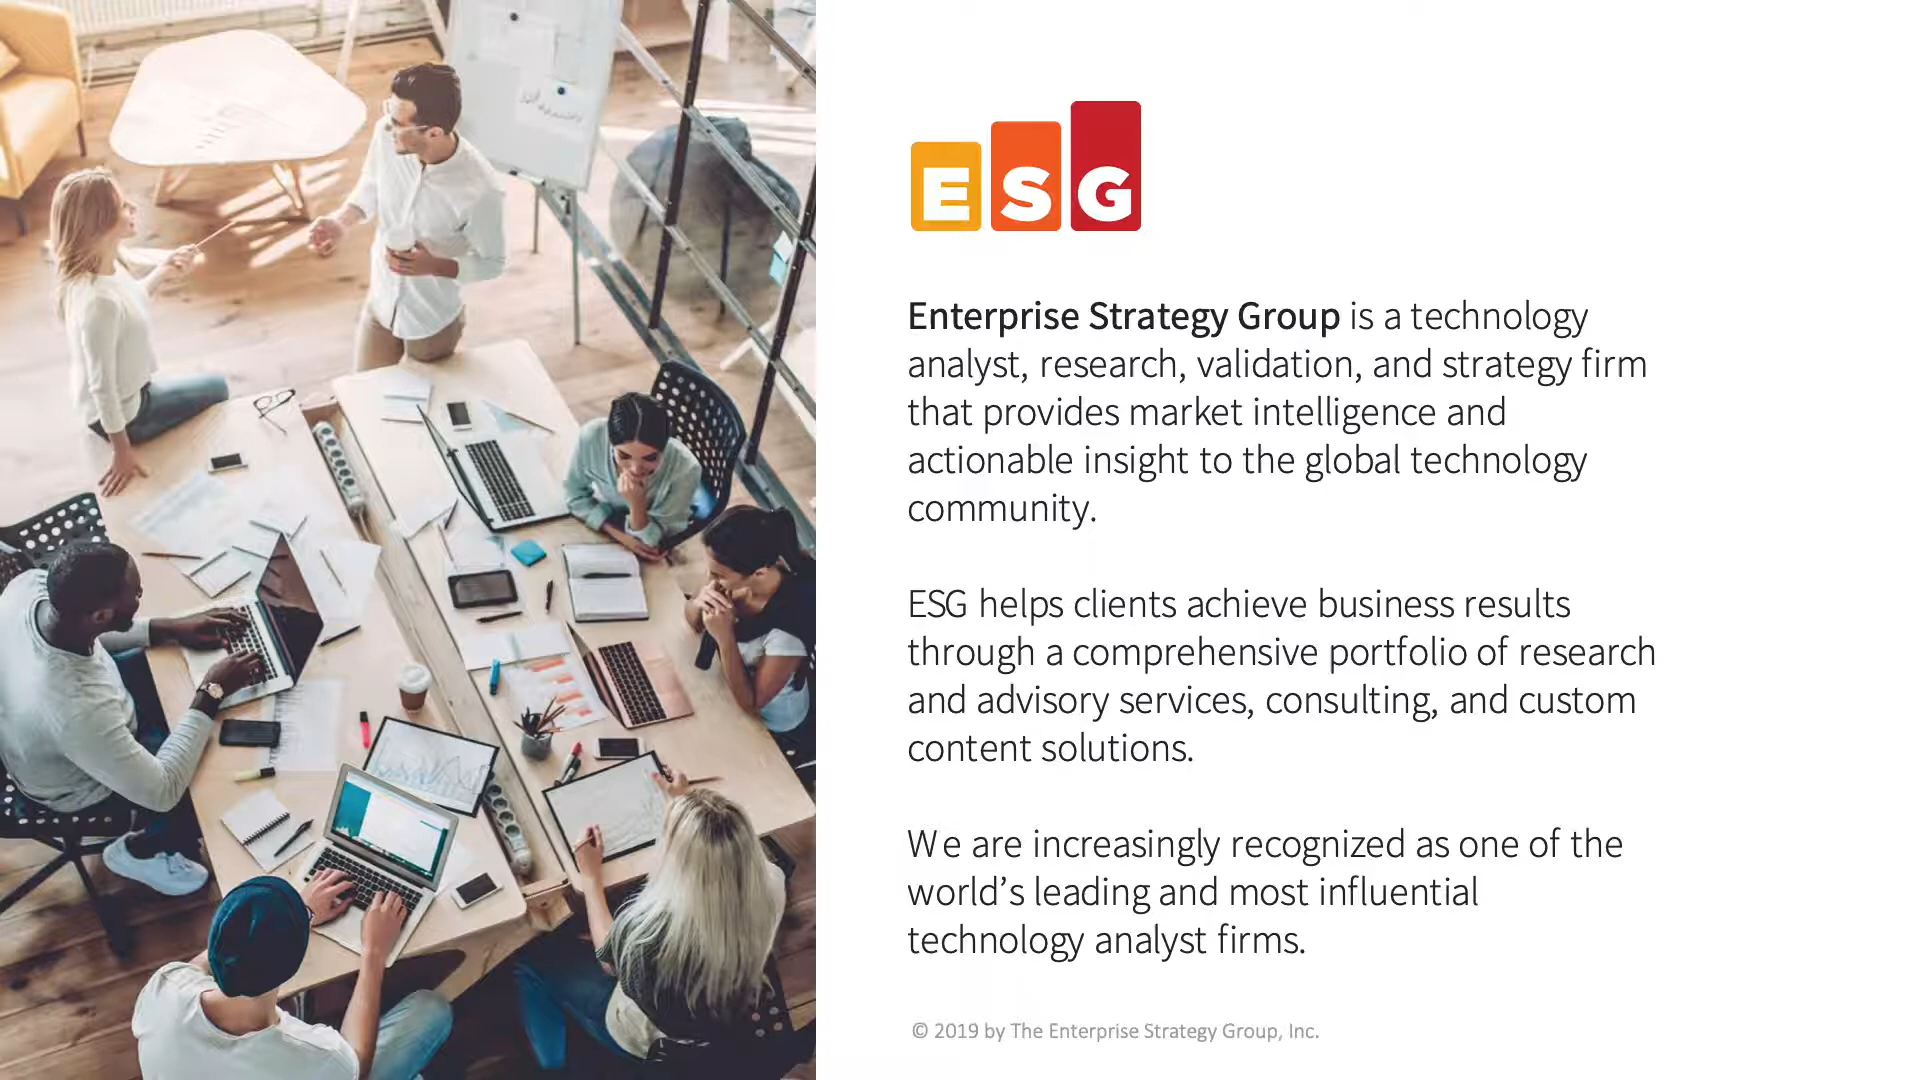 ESG
Enterprise Strategy Group is a technology
analyst, research, validation, and strategy firm
that provides market intelligence and
actionable insight to the global technology
community.
ESG helps clients achieve business results
through a comprehensive portfolio of research
and advisory services, consulting, and custom
content solutions.
We are increasingly recognized as one of the
world’s leading and most influential
technology analyst firms.
© 2019 by The Enterprise Strategy Group, Inc.